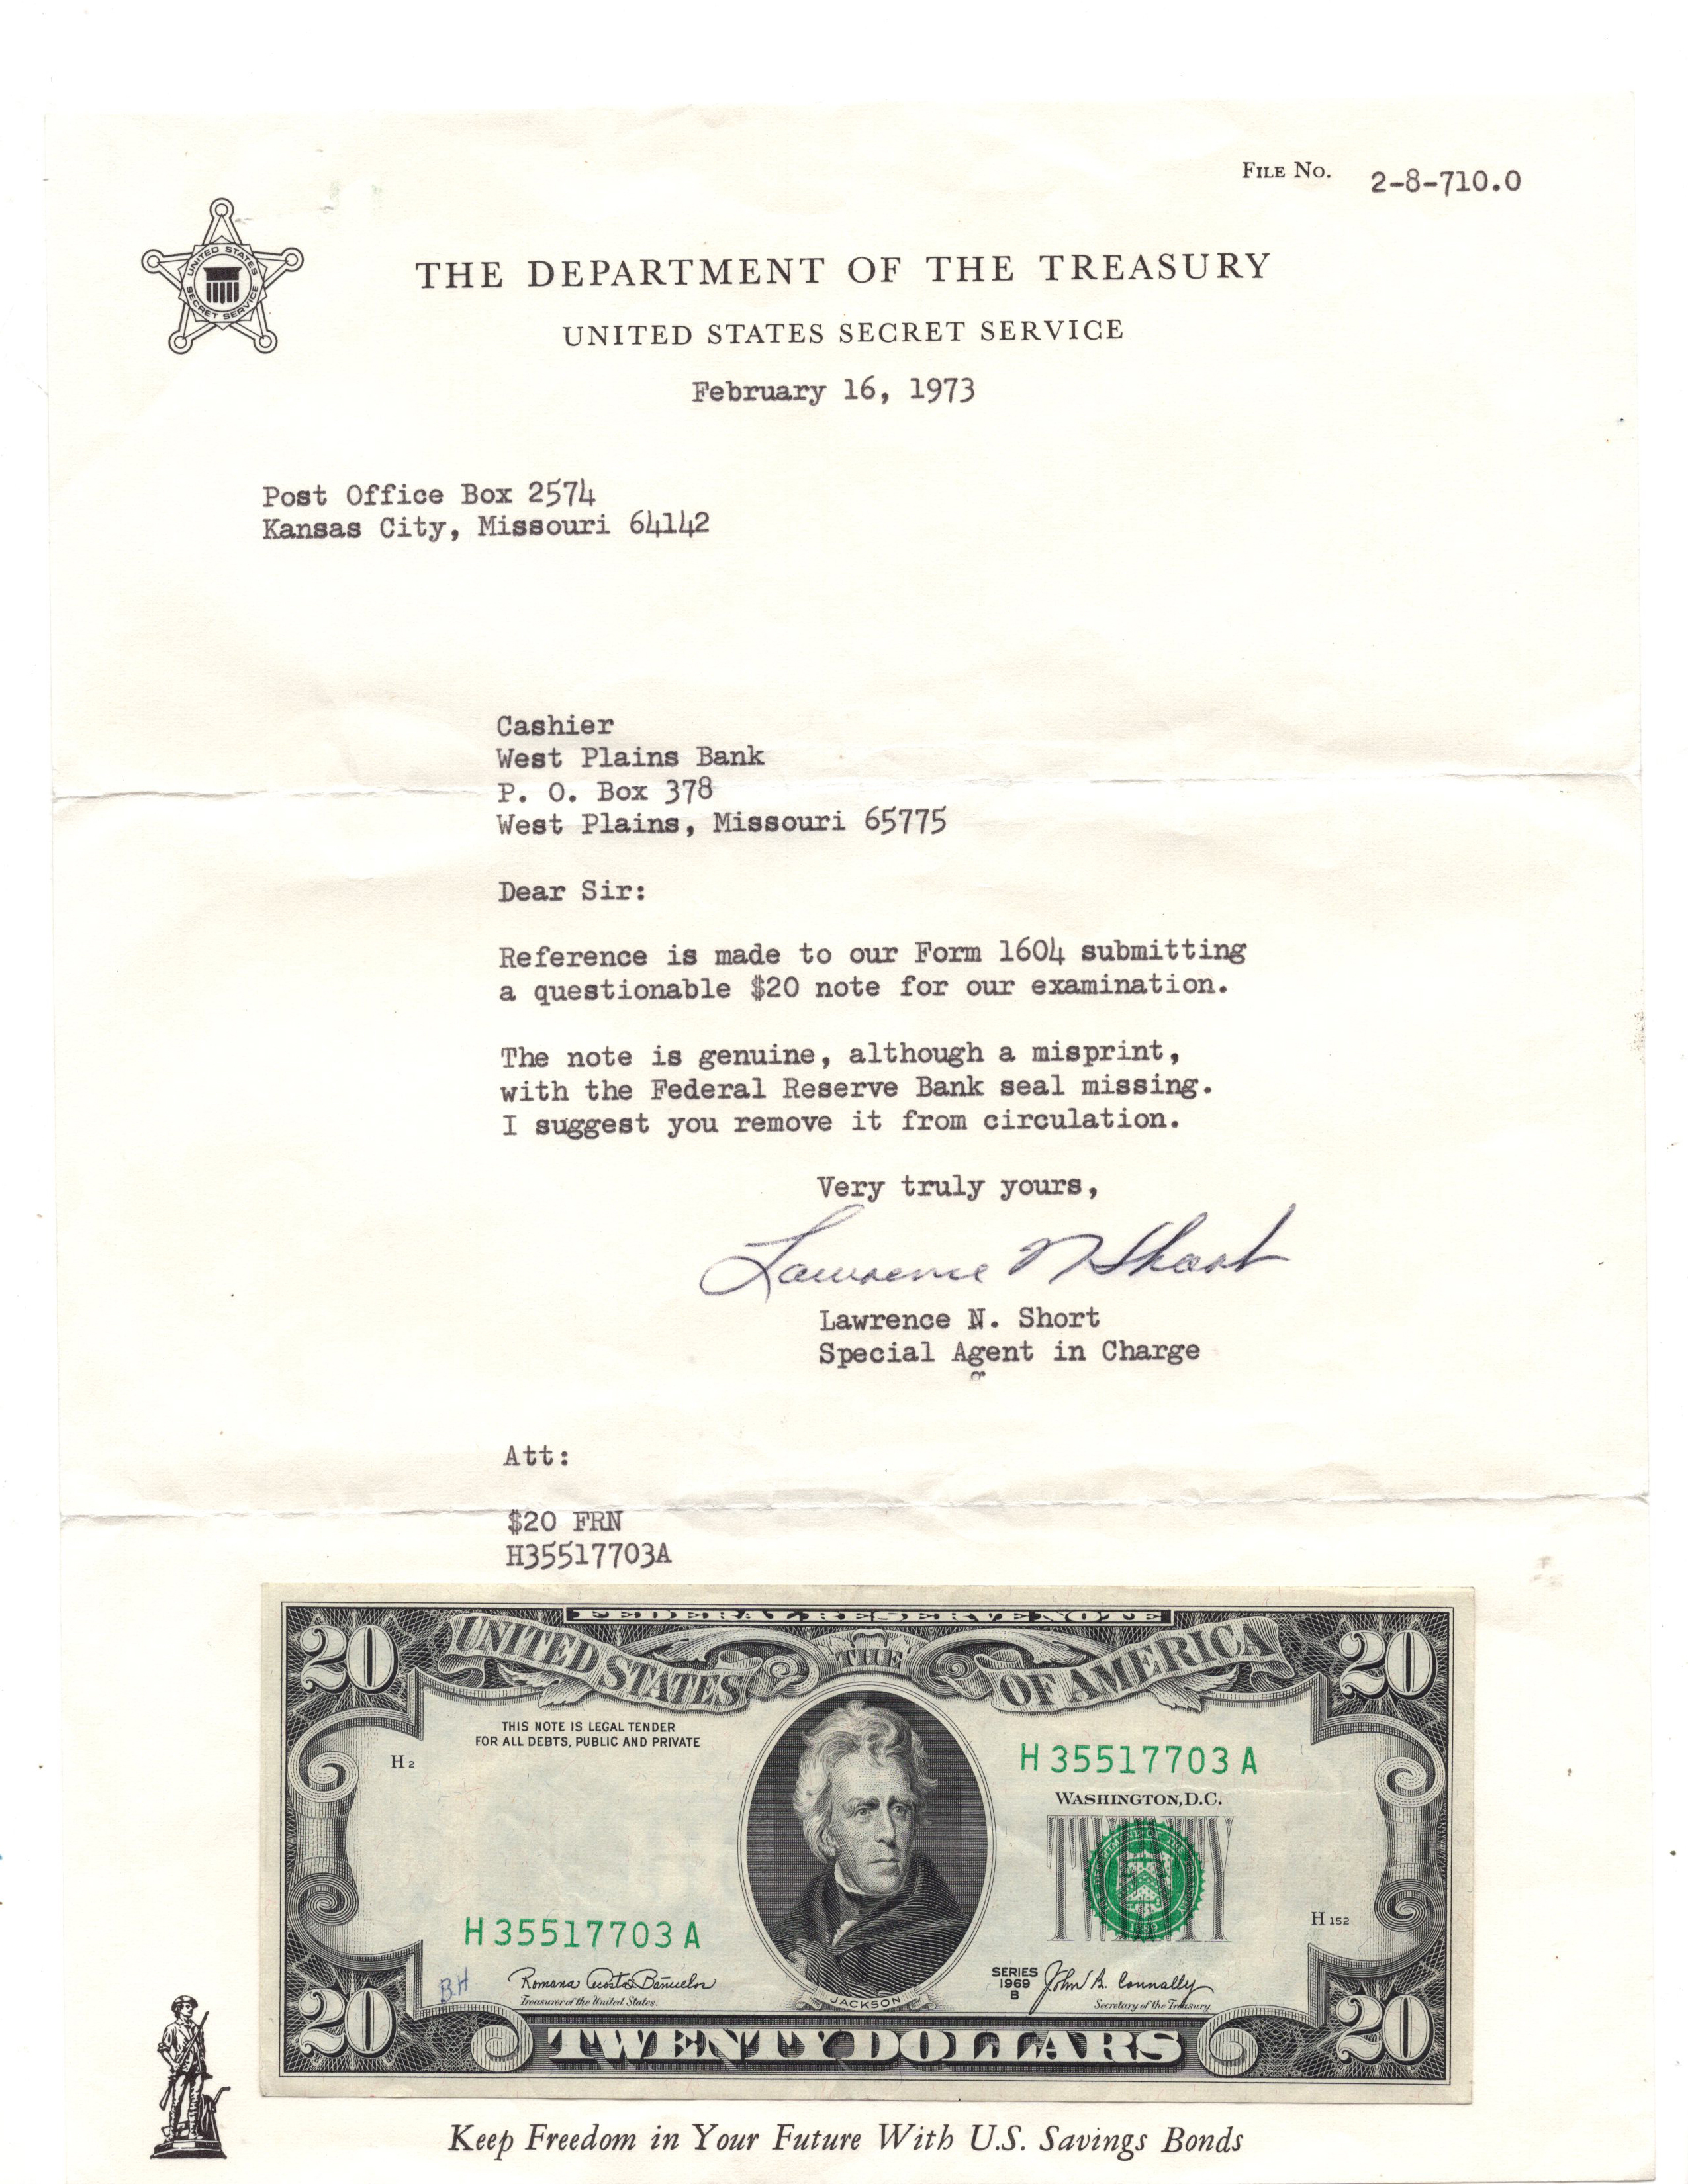 FILE No. 2-8-710.0
UNITED STATES
SECRET SERVICE
THE DEPARTMENT OF THE TREASURY
UNITED STATES SECRET SERVICE
February 16, 1973
Post Office Box 2574
Kansas City, Missouri 64142
Cashier
West Plains Bank
P. O. Box 378
West Plains, Missouri 65775
Dear Sir:
Reference is made to our Form 1604 submitting
a questionable $20 note for our examination.
The note is genuine, although a misprint,
with the Federal Reserve Bank seal missing.
I suggest you remove it from circulation.
Very truly yours,
Lawrence N Short
Lawrence N. Short
Special Agent in Charge
Att:
$20 FRN
H35517703A
FEDERAL RESERVE NOTE
20 UNITED STATES THE OF AMERICA 20
THIS NOTE IS LEGAL TENDER
FOR ALL DEBTS, PUBLIC AND PRIVATE
H 2
H 35517703 A
WASHINGTON, D.C.
H 152
H 35517703 A
B.H
Romana Acosta Bañuelos
Treasurer of the United States.
JACKSON
SERIES
1969
B
John B. Connally
Secretary of the Treasury.
20 TWENTY DOLLARS 20
Keep Freedom in Your Future With U.S. Savings Bonds